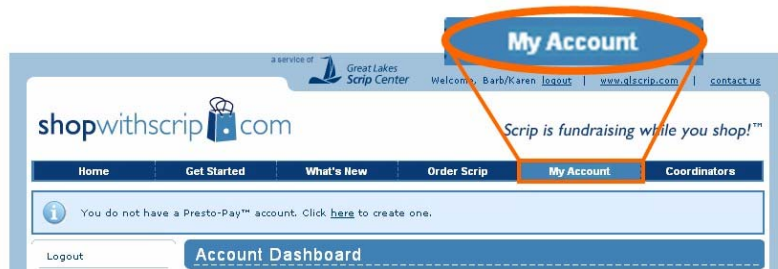 My Account
a service of Great Lakes Scrip Center
Welcome, Barb/Karen logout | www.glscrip.com | contact us
shopwithscrip.com
Scrip is fundraising while you shop!™
Home Get Started What's New Order Scrip My Account Coordinators
You do not have a Presto-Pay™ account. Click here to create one.
Logout
Account Dashboard